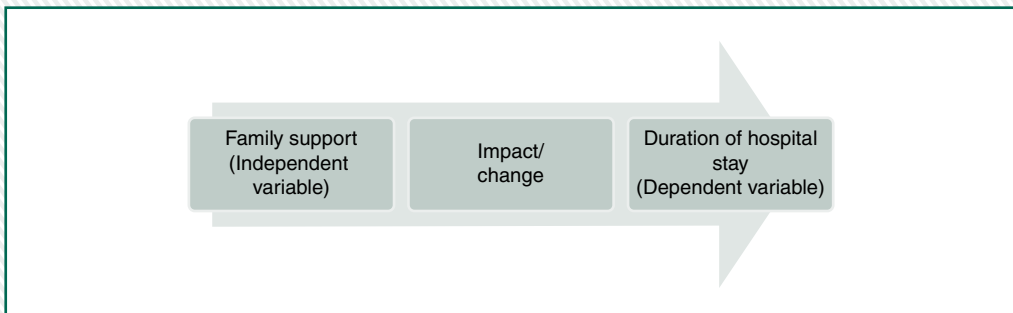 Family support
(Independent
variable)
Impact/
change
Duration of hospital
stay
(Dependent variable)